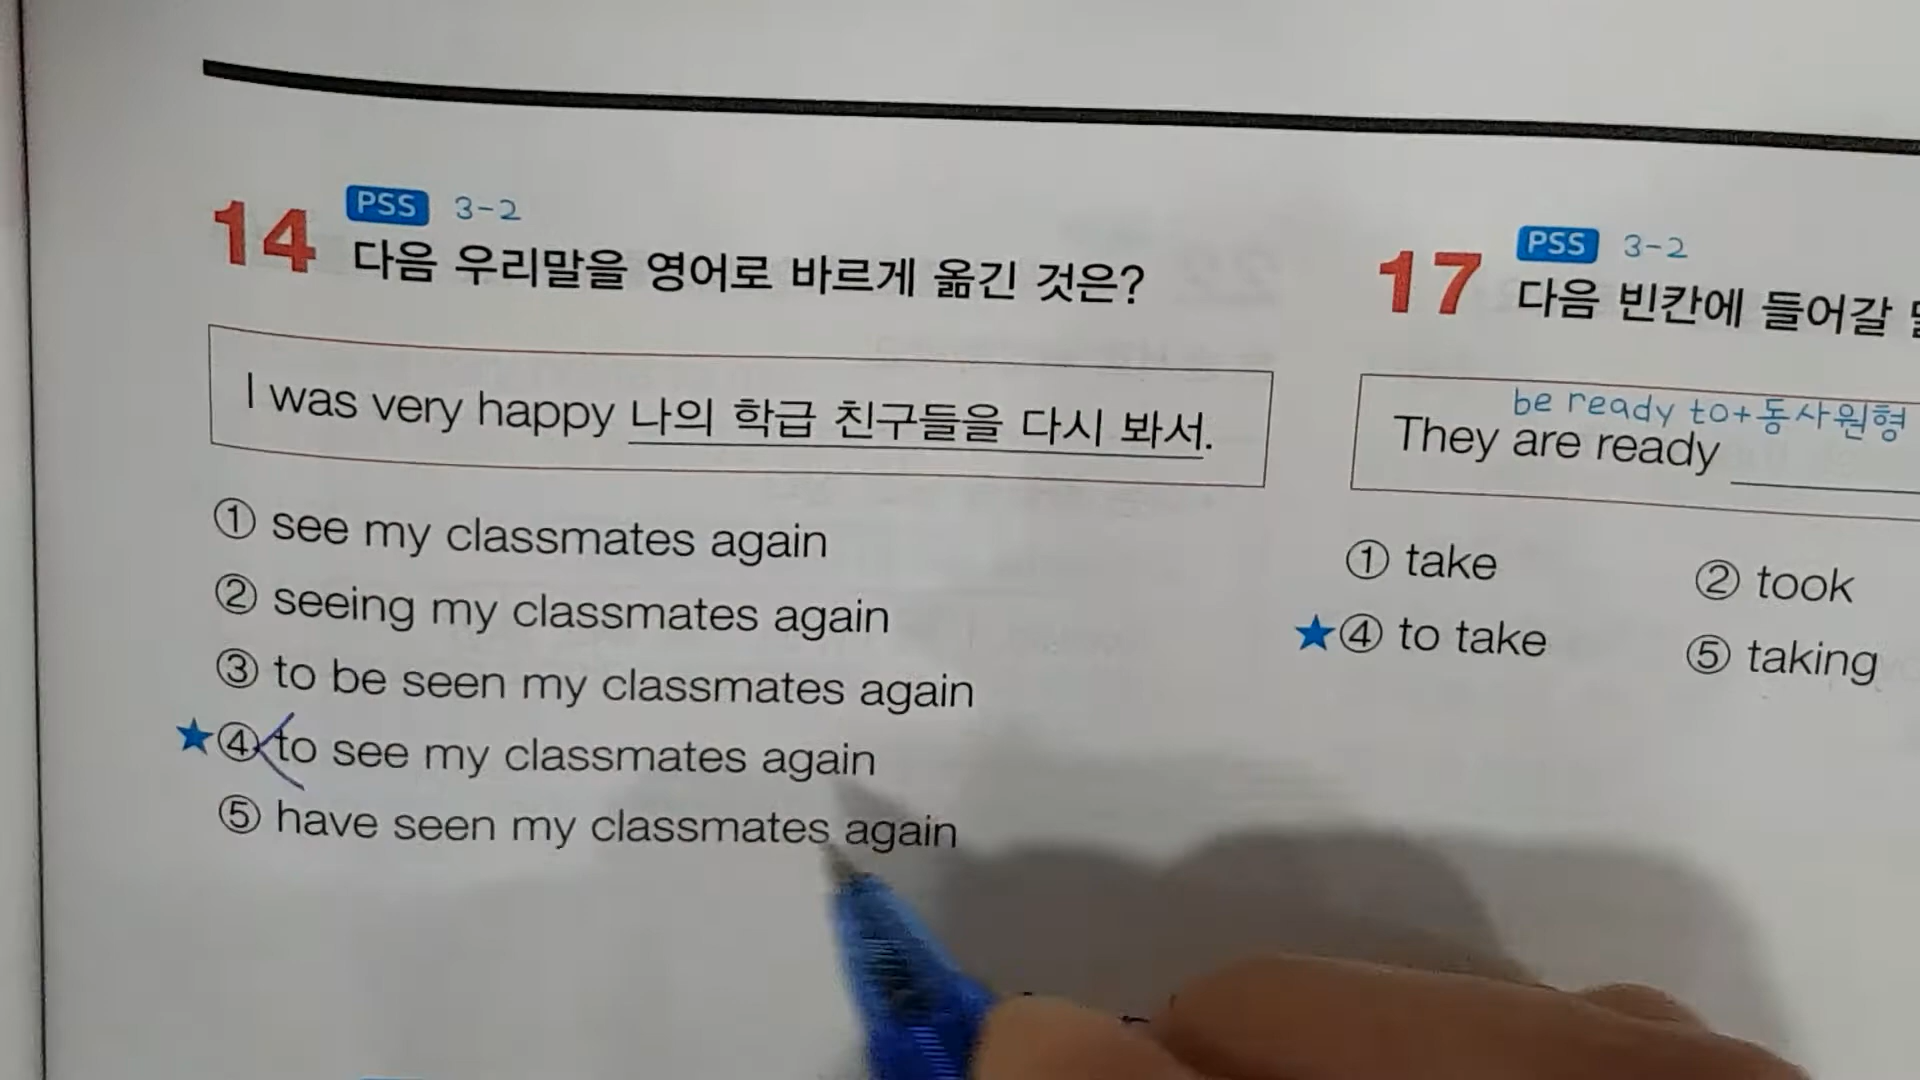 14 PSS 3-2
다음 우리말을 영어로 바르게 옮긴 것은?
I was very happy 나의 학급 친구들을 다시 봐서.
① see my classmates again
② seeing my classmates again
③ to be seen my classmates again
★④ to see my classmates again
⑤ have seen my classmates again
17 PSS 3-2
다음 빈칸에 들어갈
be ready to+동사원형
They are ready
① take ② took
★④ to take ⑤ taking